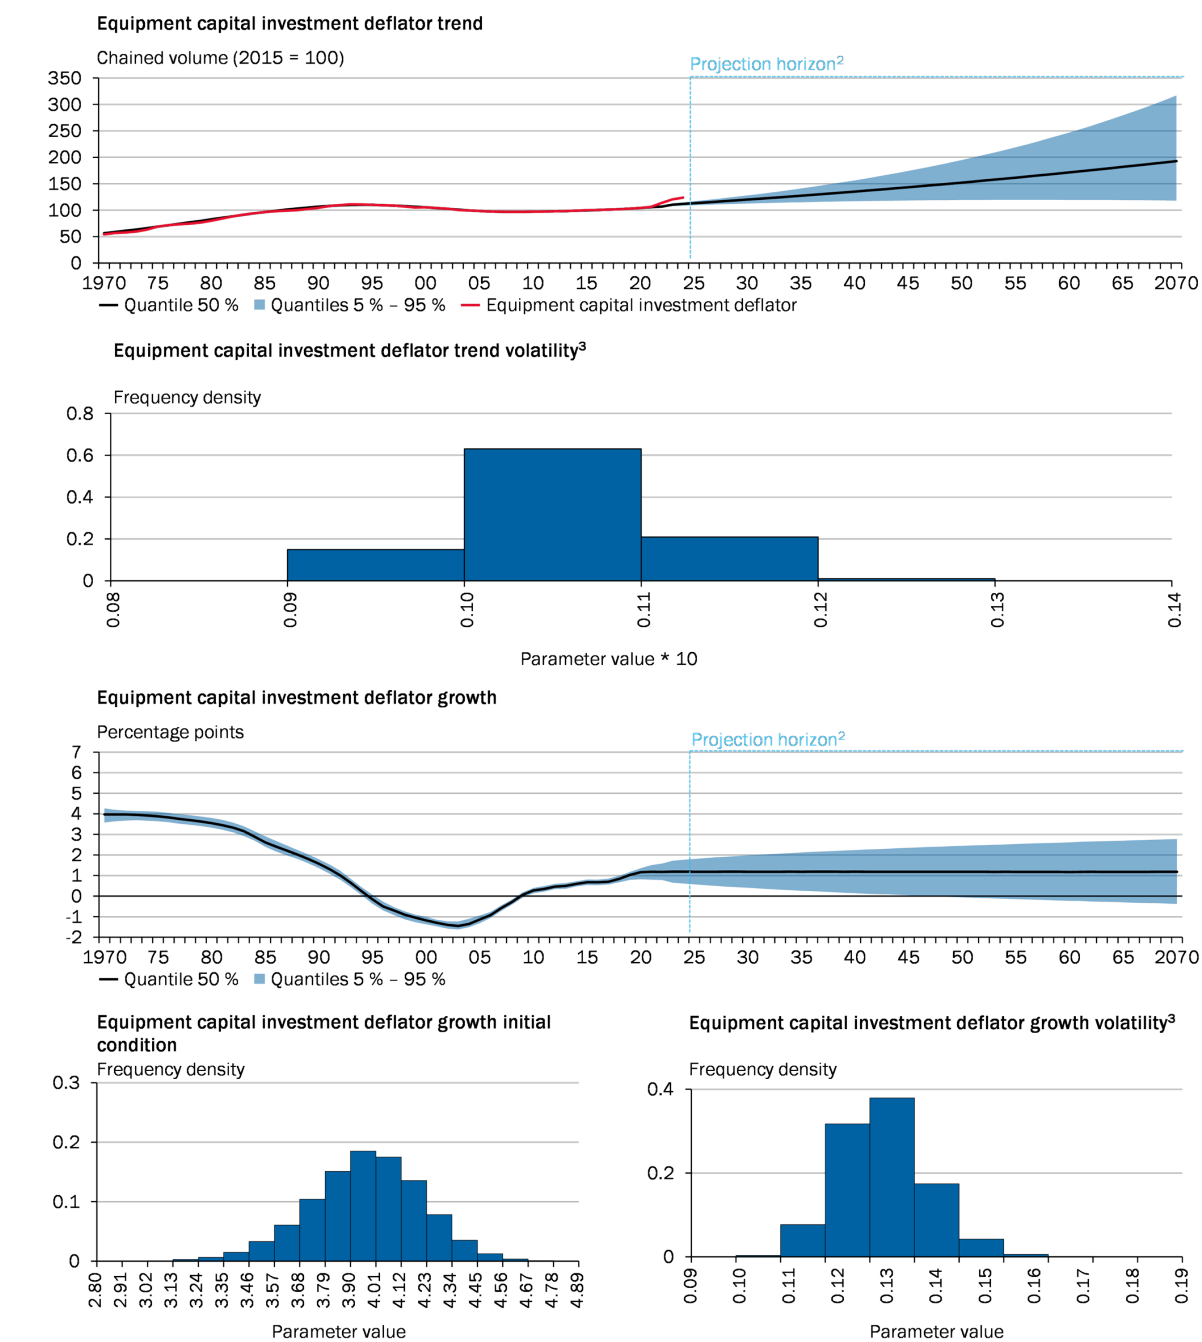 Equipment capital investment deflator trend
Chained volume (2015 = 100)
Projection horizon2
350
300
250
200
150
100
50
0
1970 75 80 85 90 95 00 05 10 15 20 25 30 35 40 45 50 55 60 65 2070
Quantile 50 % Quantiles 5 % – 95 % Equipment capital investment deflator
Equipment capital investment deflator trend volatility3
Frequency density
0.8
0.6
0.4
0.2
0
0.08 0.09 0.10 0.11 0.12 0.13 0.14
Parameter value * 10
Equipment capital investment deflator growth
Percentage points
Projection horizon2
7
6
5
4
3
2
1
0
-1
-2
1970 75 80 85 90 95 00 05 10 15 20 25 30 35 40 45 50 55 60 65 2070
Quantile 50 % Quantiles 5 % – 95 %
Equipment capital investment deflator growth initial
condition
Frequency density
0.3
0.2
0.1
0
2.80 2.91 3.02 3.13 3.24 3.35 3.46 3.57 3.68 3.79 3.90 4.01 4.12 4.23 4.34 4.45 4.56 4.67 4.78 4.89
Parameter value
Equipment capital investment deflator growth volatility3
Frequency density
0.4
0.2
0
0.09 0.10 0.11 0.12 0.13 0.14 0.15 0.16 0.17 0.18 0.19
Parameter value